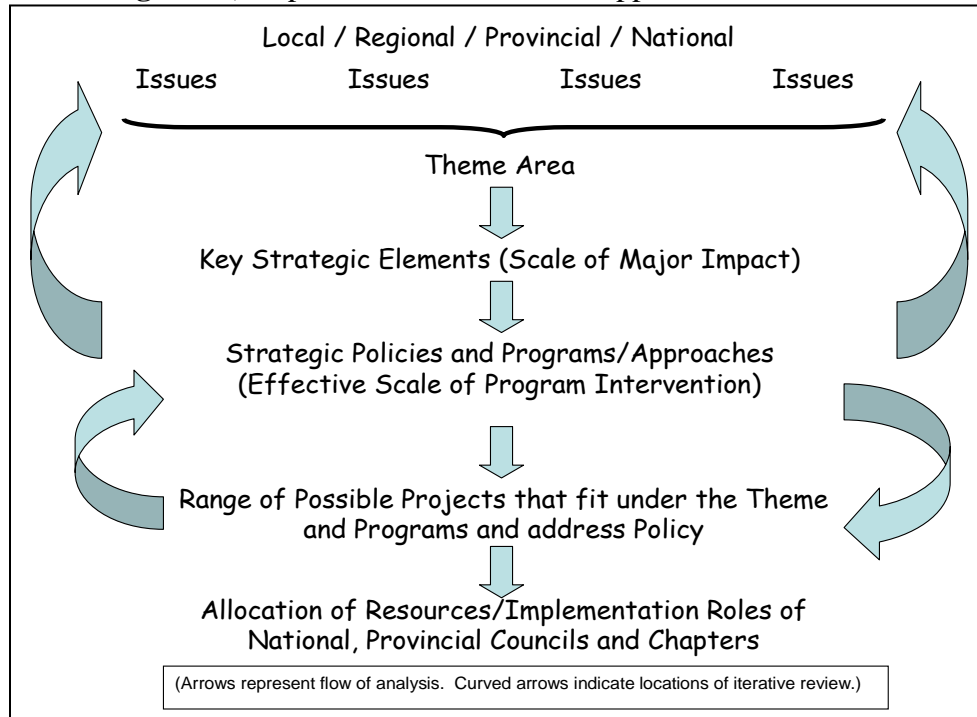 Local / Regional / Provincial / National
Issues Issues Issues Issues
Theme Area
Key Strategic Elements (Scale of Major Impact)
Strategic Policies and Programs/Approaches
(Effective Scale of Program Intervention)
Range of Possible Projects that fit under the Theme
and Programs and address Policy
Allocation of Resources/Implementation Roles of
National, Provincial Councils and Chapters
(Arrows represent flow of analysis. Curved arrows indicate locations of iterative review.)